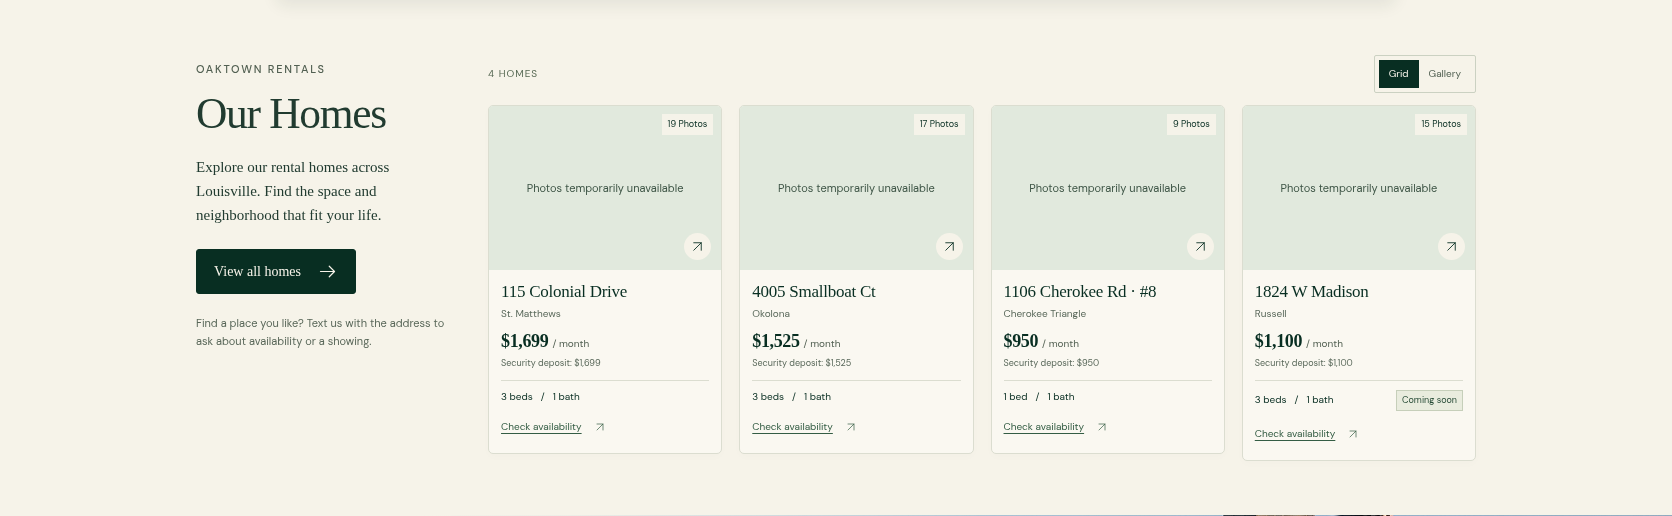 OAKTOWN RENTALS
Our Homes
Explore our rental homes across
Louisville. Find the space and
neighborhood that fit your life.
View all homes
Find a place you like? Text us with the address to
ask about availability or a showing.
4 HOMES
Grid
Gallery
19 Photos
Photos temporarily unavailable
115 Colonial Drive
St. Matthews
$1,699 / month
Security deposit: $1,699
3 beds / 1 bath
Check availability
17 Photos
Photos temporarily unavailable
4005 Smallboat Ct
Okolona
$1,525 / month
Security deposit: $1,525
3 beds / 1 bath
Check availability
9 Photos
Photos temporarily unavailable
1106 Cherokee Rd · #8
Cherokee Triangle
$950 / month
Security deposit: $950
1 bed / 1 bath
Check availability
15 Photos
Photos temporarily unavailable
1824 W Madison
Russell
$1,100 / month
Security deposit: $1,100
3 beds / 1 bath
Coming soon
Check availability